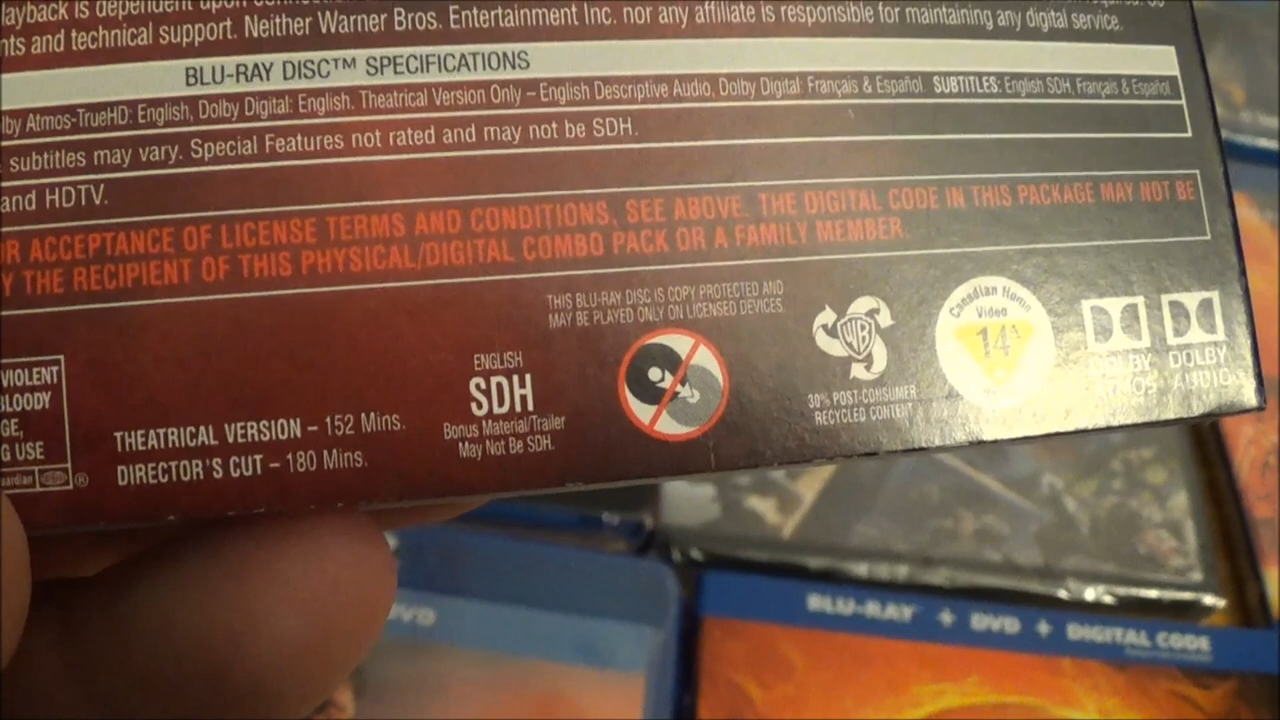 layback is dependent upon
nts and technical support. Neither Warner Bros. Entertainment Inc. nor any affiliate is responsible for maintaining any digital service.
BLU-RAY DISC™ SPECIFICATIONS
lby Atmos-TrueHD: English, Dolby Digital: English. Theatrical Version Only – English Descriptive Audio, Dolby Digital: Français & Español. SUBTITLES: English SDH, Français & Español.
subtitles may vary. Special Features not rated and may not be SDH.
and HDTV.
OR ACCEPTANCE OF LICENSE TERMS AND CONDITIONS, SEE ABOVE. THE DIGITAL CODE IN THIS PACKAGE MAY NOT BE
Y THE RECIPIENT OF THIS PHYSICAL/DIGITAL COMBO PACK OR A FAMILY MEMBER.
THIS BLU-RAY DISC IS COPY PROTECTED AND
MAY BE PLAYED ONLY ON LICENSED DEVICES.
VIOLENT
BLOODY
GE,
G USE
uardian ®
THEATRICAL VERSION – 152 Mins.
DIRECTOR'S CUT – 180 Mins.
ENGLISH
SDH
Bonus Material/Trailer
May Not Be SDH.
WB
30% POST-CONSUMER
RECYCLED CONTENT
Canadian Home
Video
14A
DOLBY
ATMOS
DOLBY
AUDIO
DVD
BLU-RAY + DVD + DIGITAL CODE